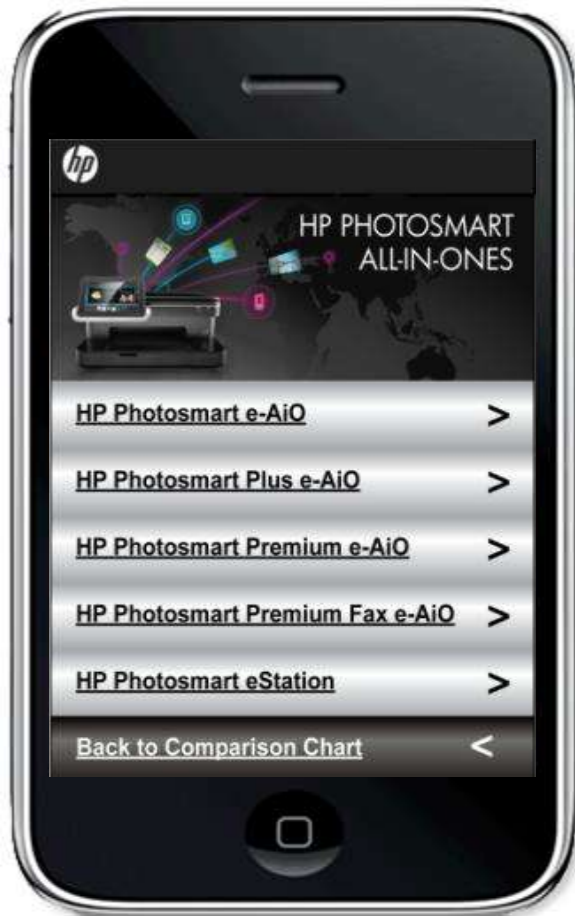 hp
HP PHOTOSMART
ALL-IN-ONES
HP Photosmart e-AiO >
HP Photosmart Plus e-AiO >
HP Photosmart Premium e-AiO >
HP Photosmart Premium Fax e-AiO >
HP Photosmart eStation >
Back to Comparison Chart <